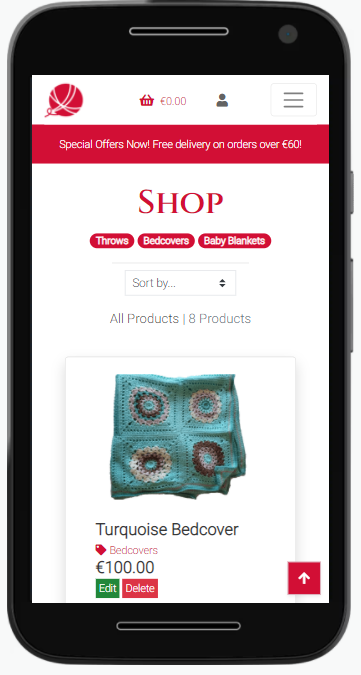 €0.00
Special Offers Now! Free delivery on orders over €60!
Shop
Throws Bedcovers Baby Blankets
Sort by...
All Products | 8 Products
Turquoise Bedcover
Bedcovers
€100.00
Edit Delete